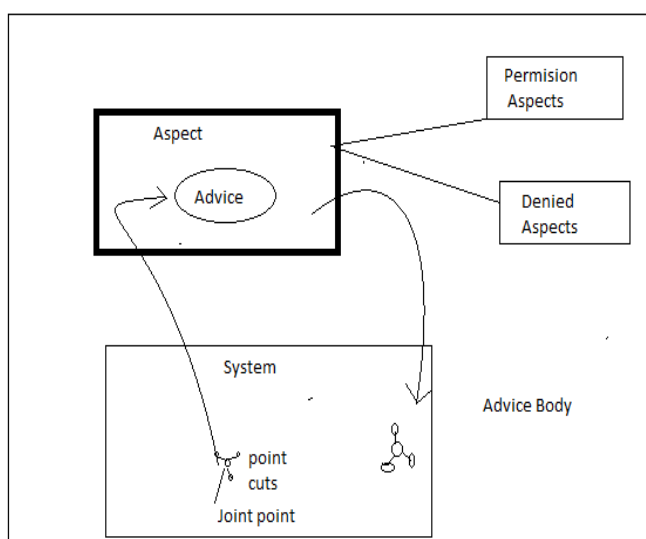 Permision
Aspects
Aspect
Advice
Denied
Aspects
System
Advice Body
point
cuts
Joint point